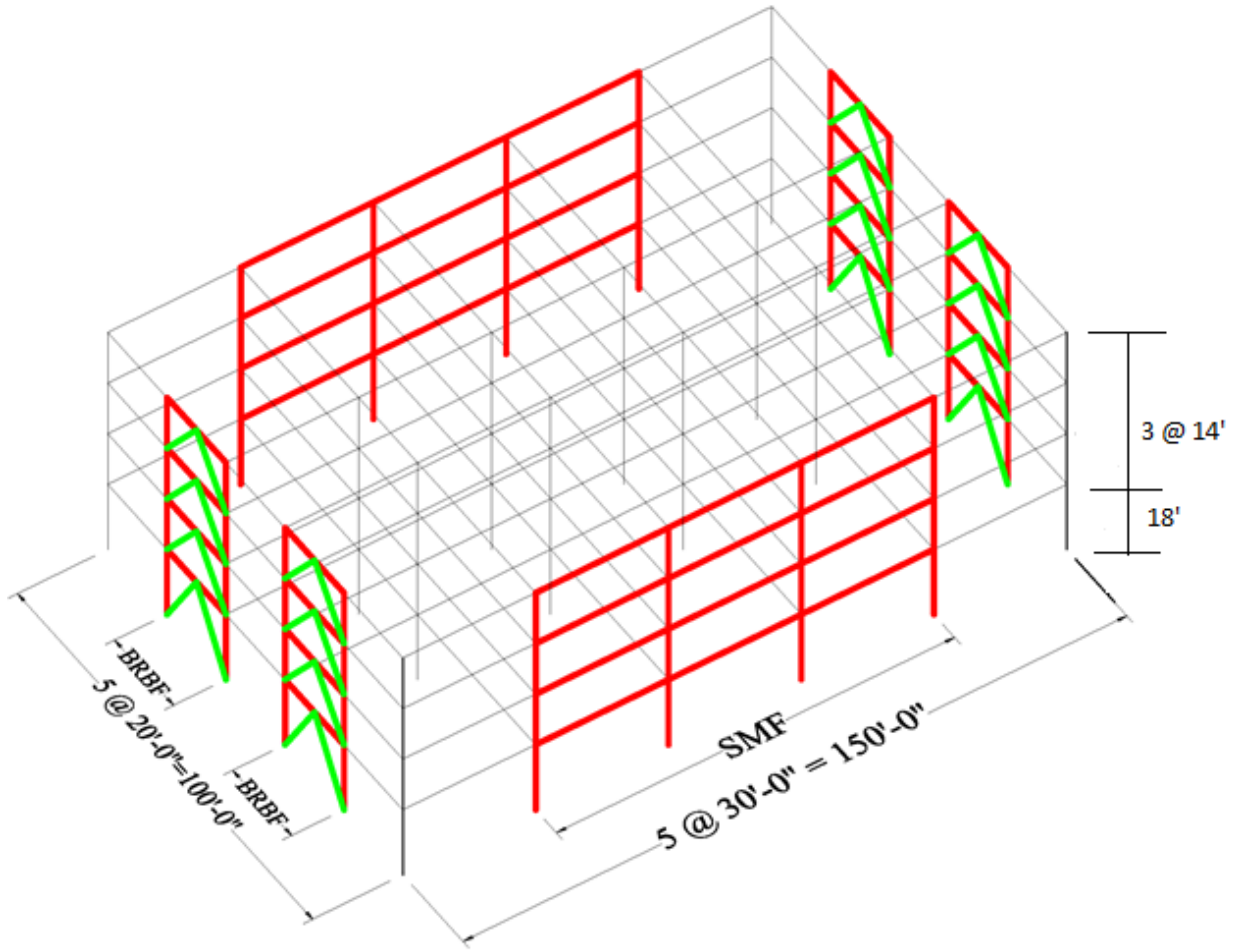 3 @ 14'
18'
BRBF
5 @ 20'-0"=100'-0"
BRBF
SMF
5 @ 30'-0" = 150'-0"